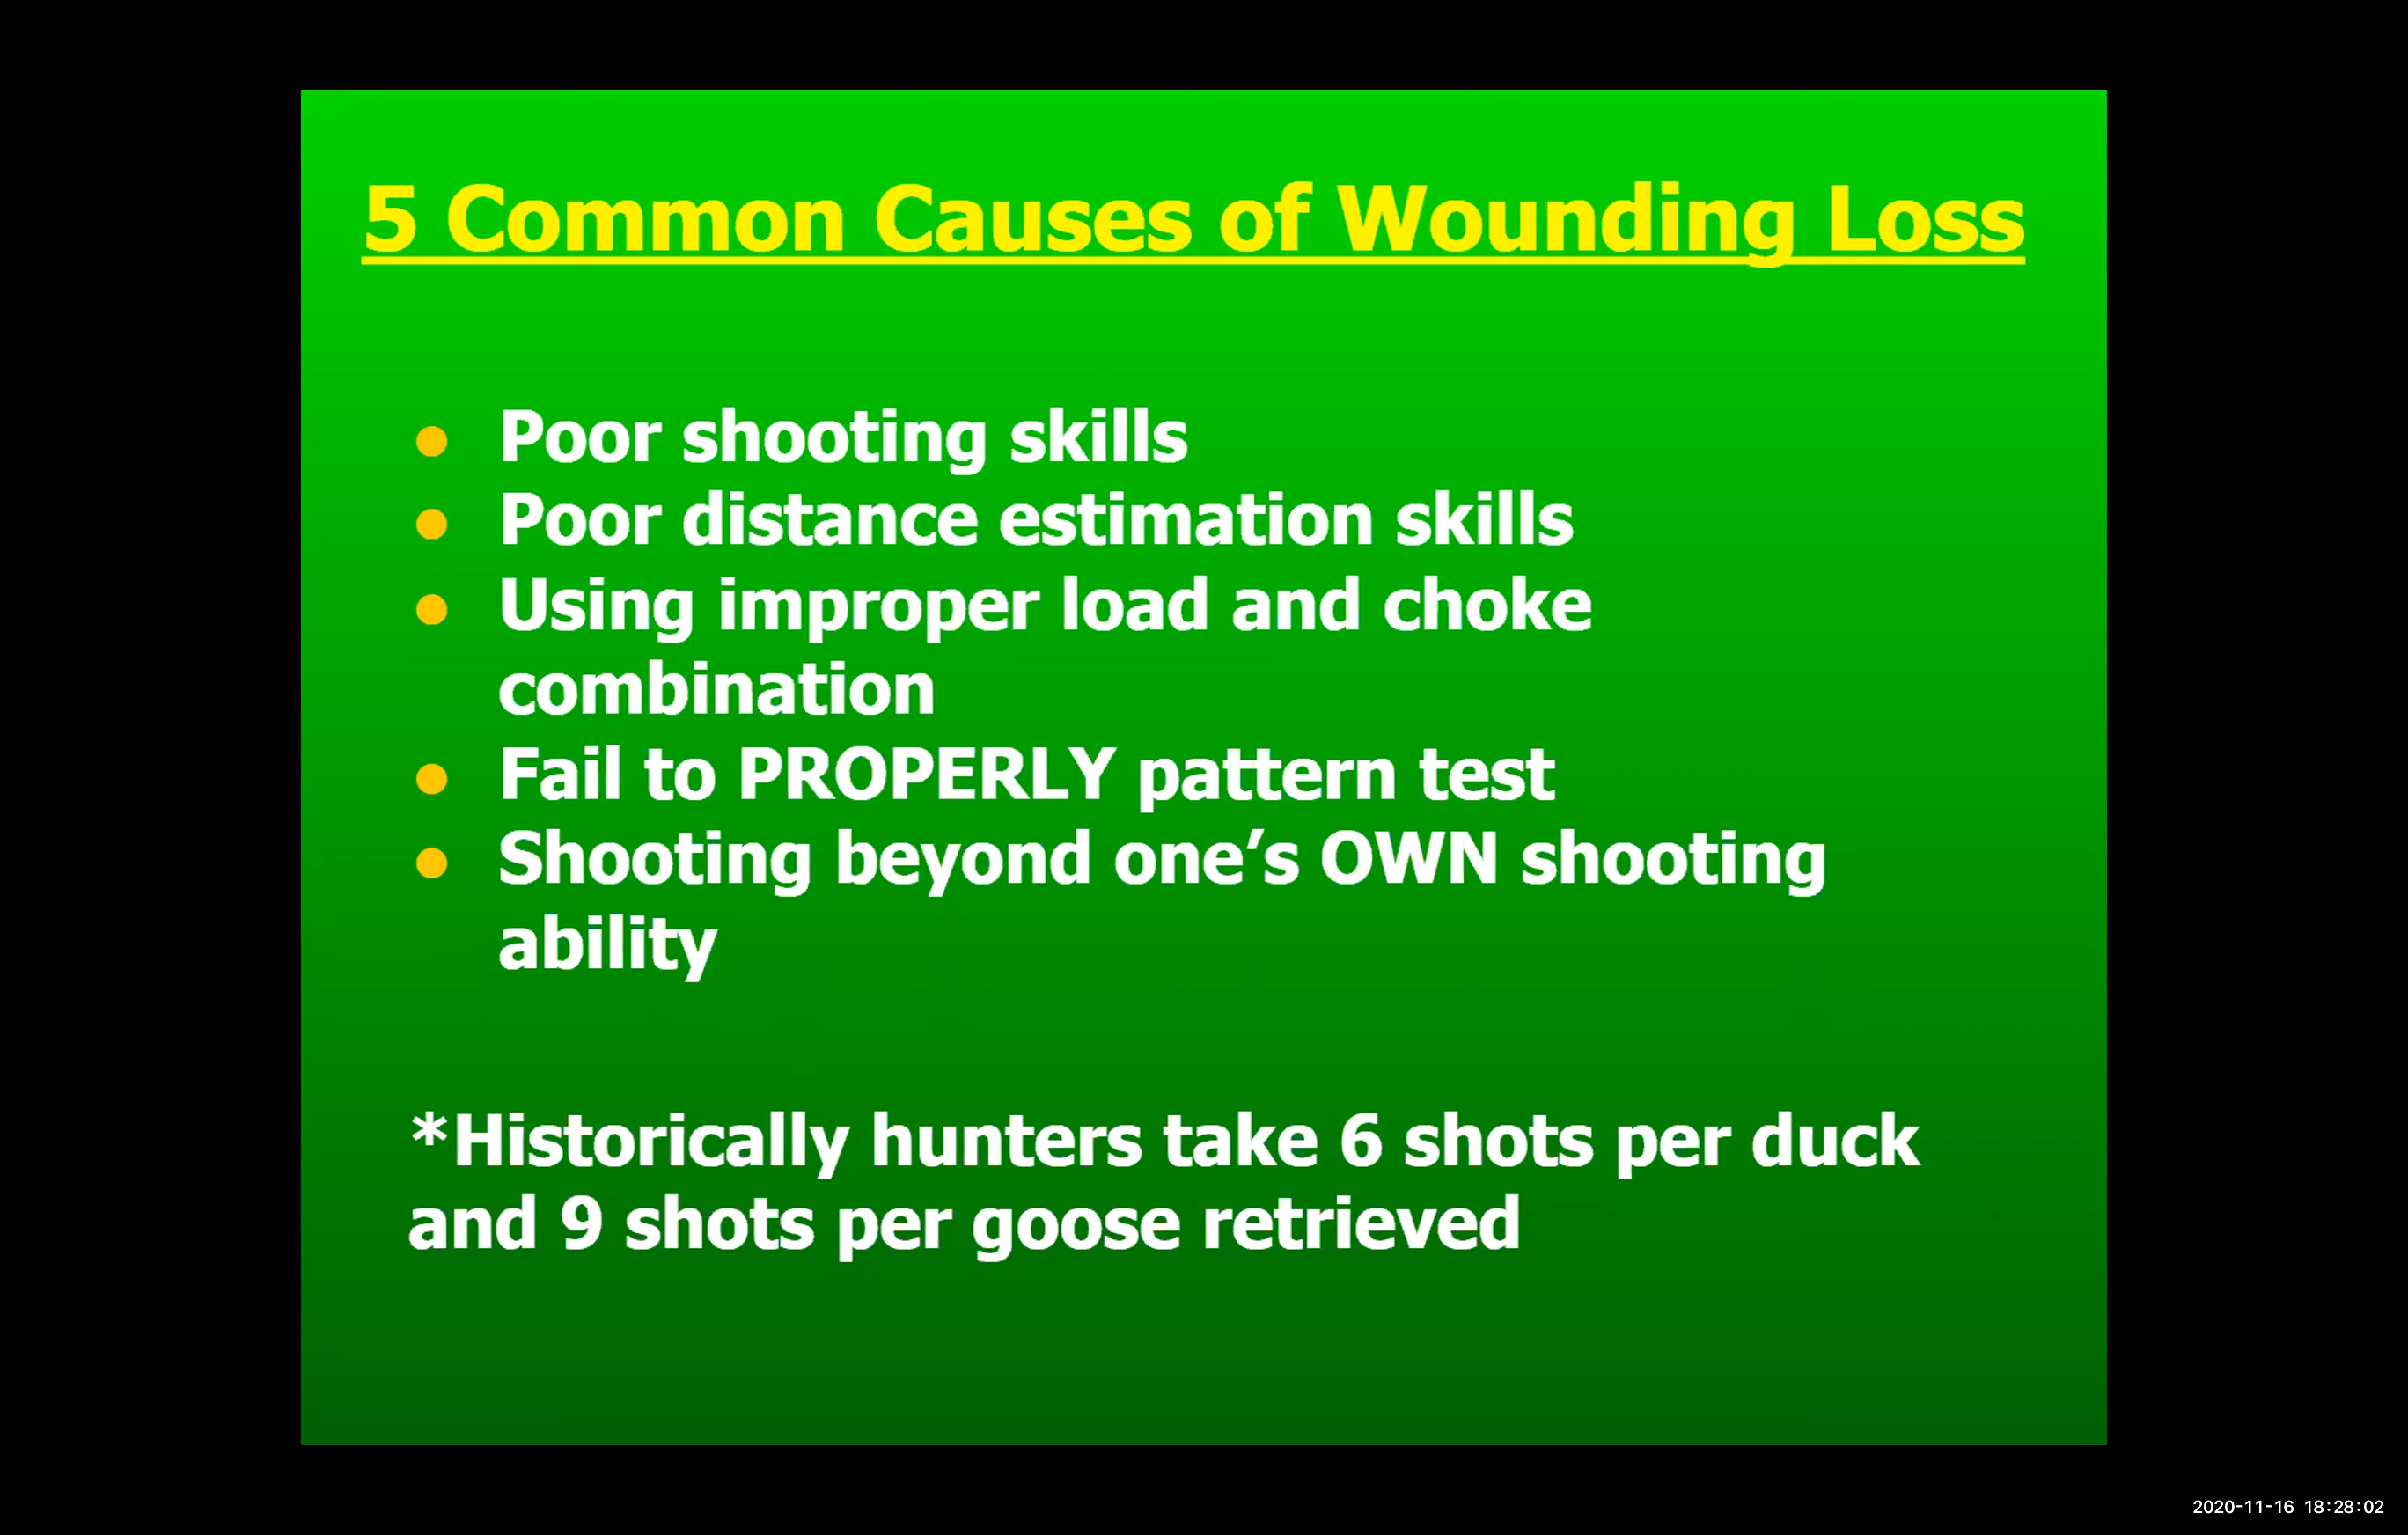 5 Common Causes of Wounding Loss
● Poor shooting skills
● Poor distance estimation skills
● Using improper load and choke
combination
● Fail to PROPERLY pattern test
● Shooting beyond one’s OWN shooting
ability
*Historically hunters take 6 shots per duck
and 9 shots per goose retrieved
2020-11-16 18:28:02